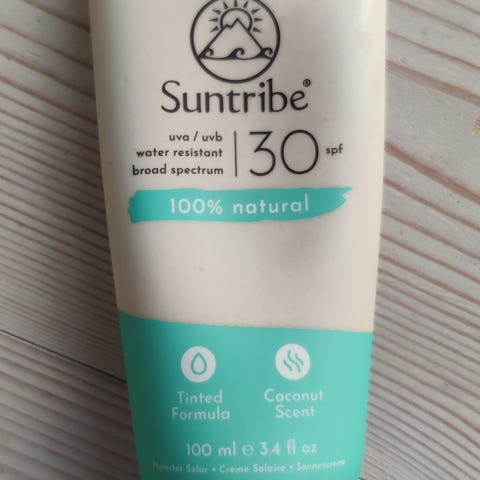 Suntribe®
uva / uvb
water resistant
broad spectrum
30 spf
100% natural
Tinted
Formula
Coconut
Scent
100 ml e 3.4 fl oz
Protector Solar • Crème Solaire • Sonnencreme